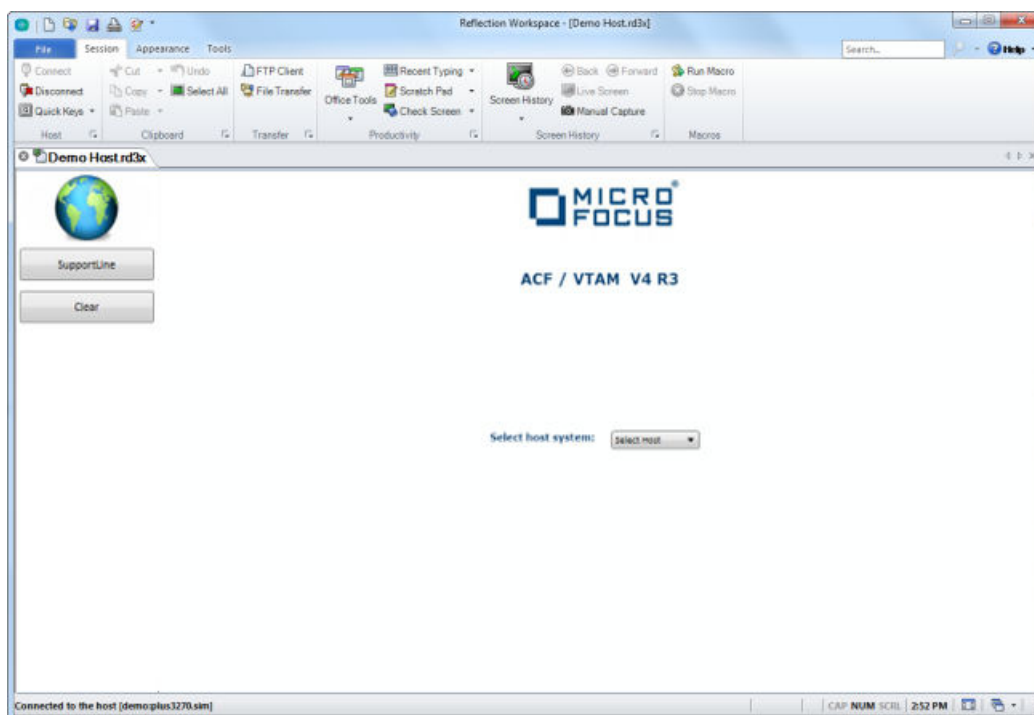 Reflection Workspace - [Demo Host.rd3x]
File Session Appearance Tools Search... Help
Connect Cut Undo FTP Client Recent Typing Back Forward Run Macro
Disconnect Copy Select All File Transfer Office Tools Scratch Pad Screen History Live Screen Stop Macro
Quick Keys Paste Check Screen Manual Capture
Host Clipboard Transfer Productivity Screen History Macros
Demo Host.rd3x
MICRO
FOCUS®
SupportLine
ACF / VTAM V4 R3
Clear
Select host system: Select Host
Connected to the host [demo:plus3270.sim] CAP NUM SCRL 2:52 PM